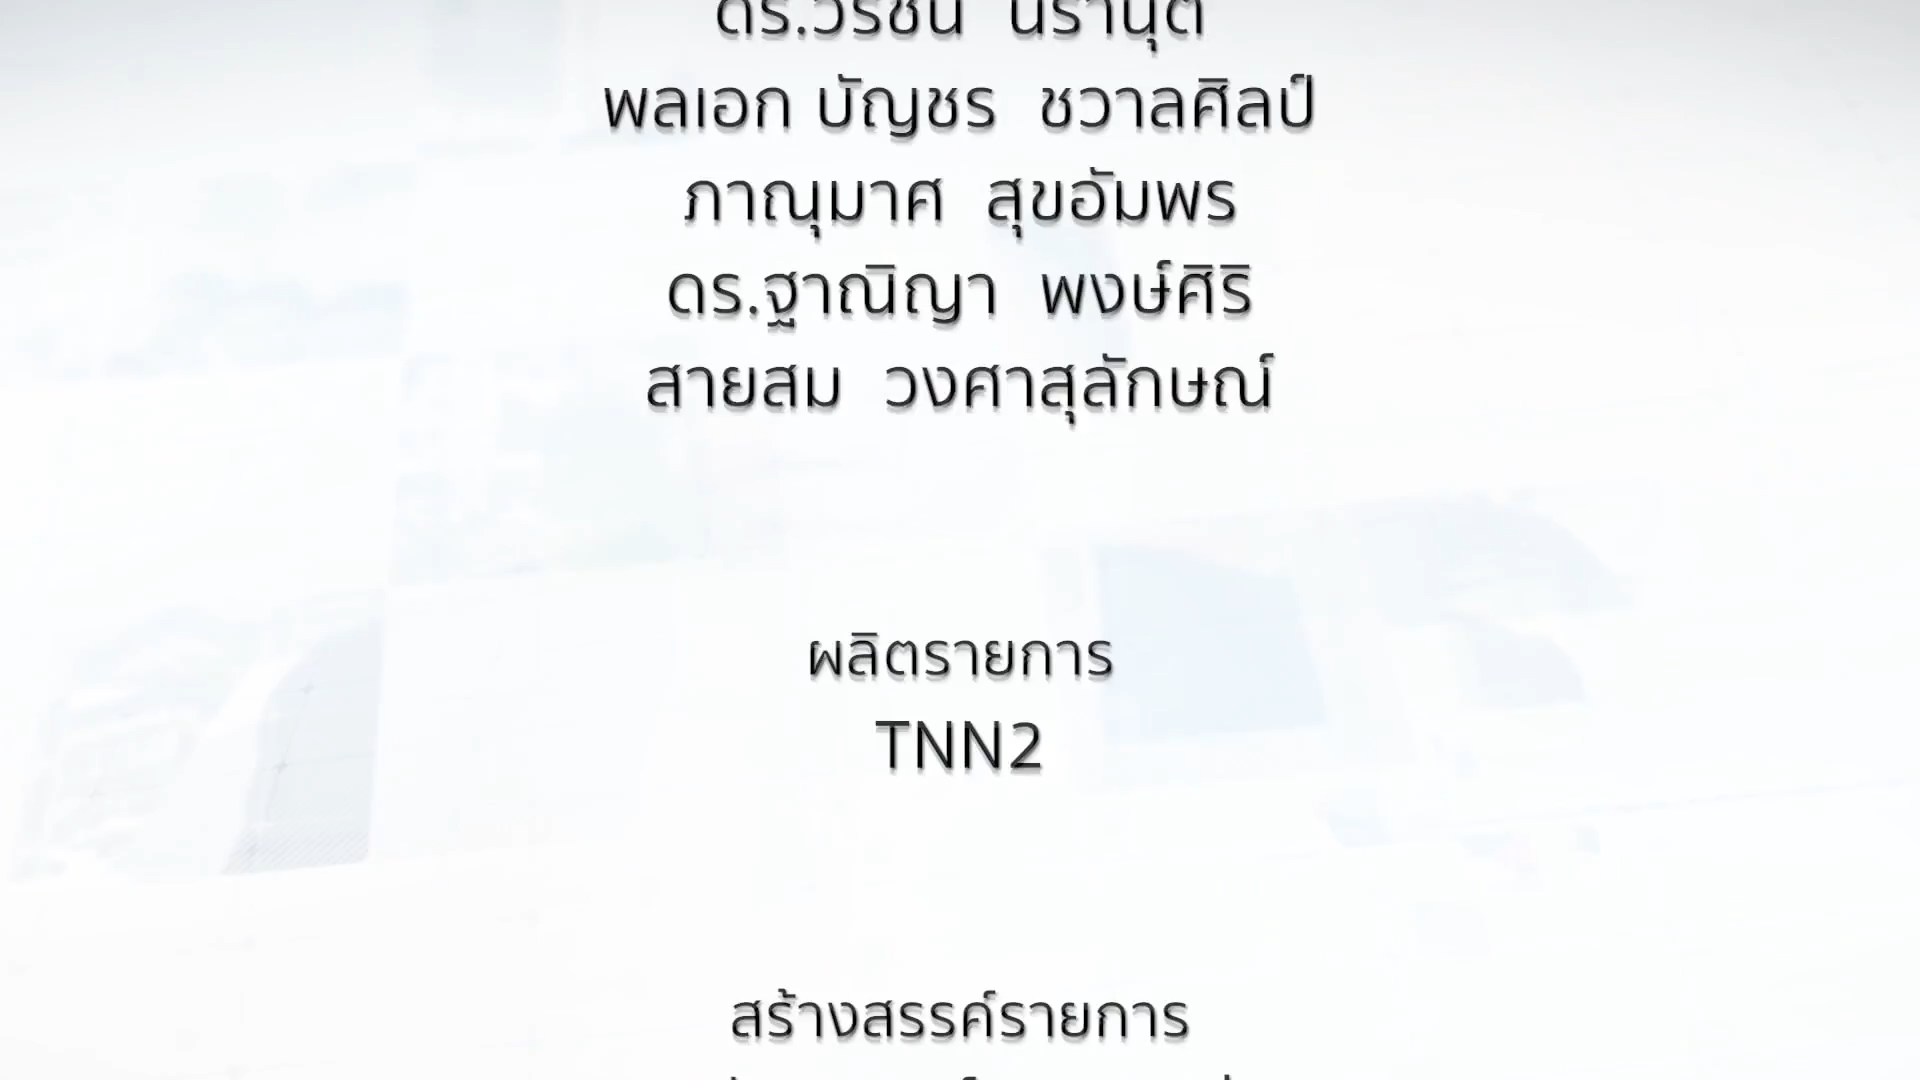 พลเอก บัญชร ชวาลศิลป์
ภาณุมาศ สุขอัมพร
ดร.ฐาณิญา พงษ์ศิริ
สายสม วงศาสุลักษณ์
ผลิตรายการ
TNN2
สร้างสรรค์รายการ